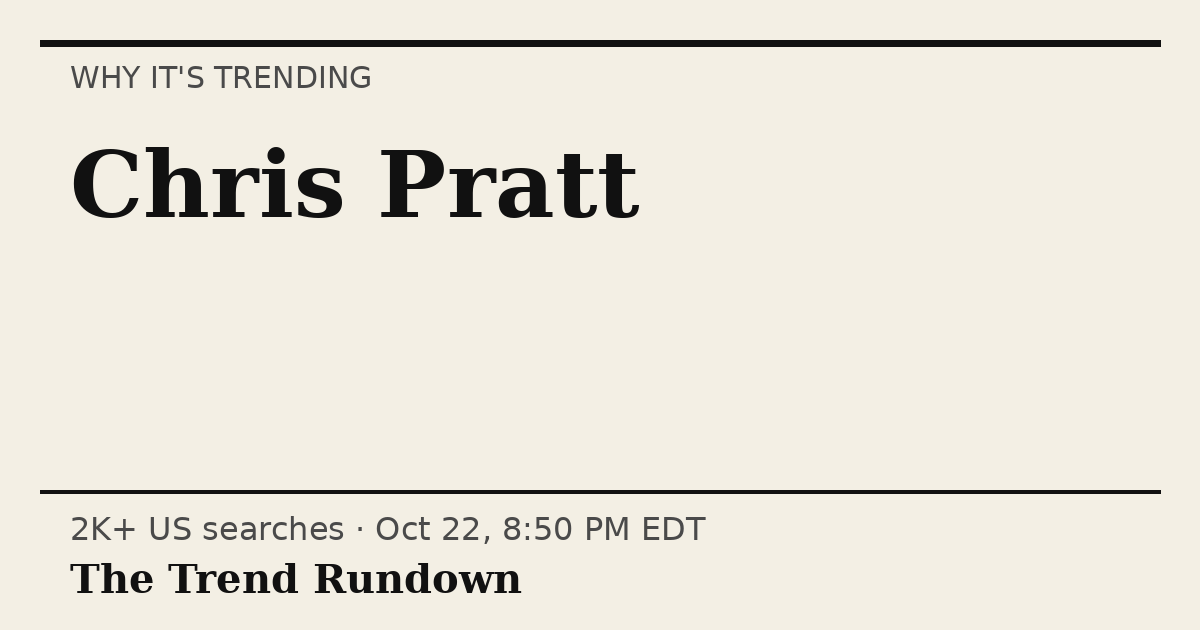 WHY IT'S TRENDING
Chris Pratt
2K+ US searches · Oct 22, 8:50 PM EDT
The Trend Rundown